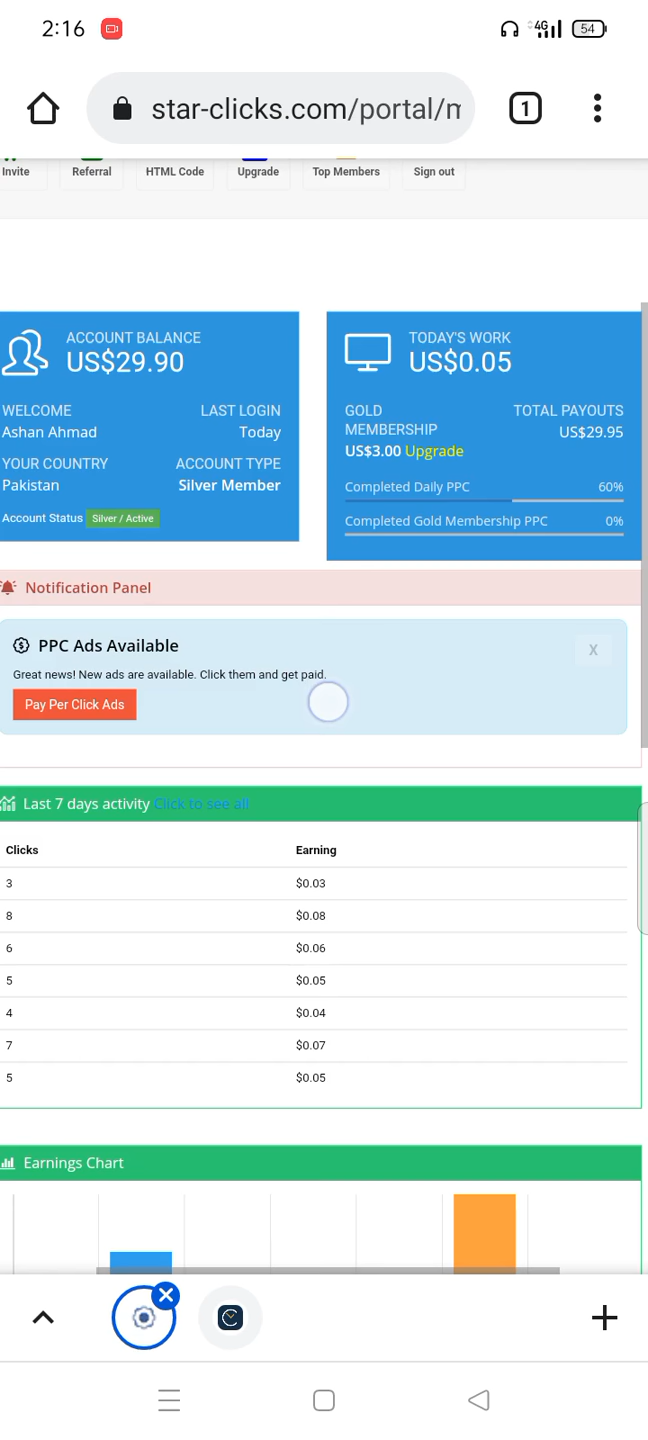 2:16
4G
54
star-clicks.com/portal/m
1
Invite
Referral
HTML Code
Upgrade
Top Members
Sign out
ACCOUNT BALANCE
US$29.90
WELCOME
LAST LOGIN
Ashan Ahmad
Today
YOUR COUNTRY
ACCOUNT TYPE
Pakistan
Silver Member
Account Status Silver / Active
TODAY'S WORK
US$0.05
GOLD
MEMBERSHIP
TOTAL PAYOUTS
US$3.00 Upgrade
US$29.95
Completed Daily PPC
60%
Completed Gold Membership PPC
0%
Notification Panel
PPC Ads Available
X
Great news! New ads are available. Click them and get paid.
Pay Per Click Ads
Last 7 days activity Click to see all
Clicks Earning
3 $0.03
8 $0.08
6 $0.06
5 $0.05
4 $0.04
7 $0.07
5 $0.05
Earnings Chart